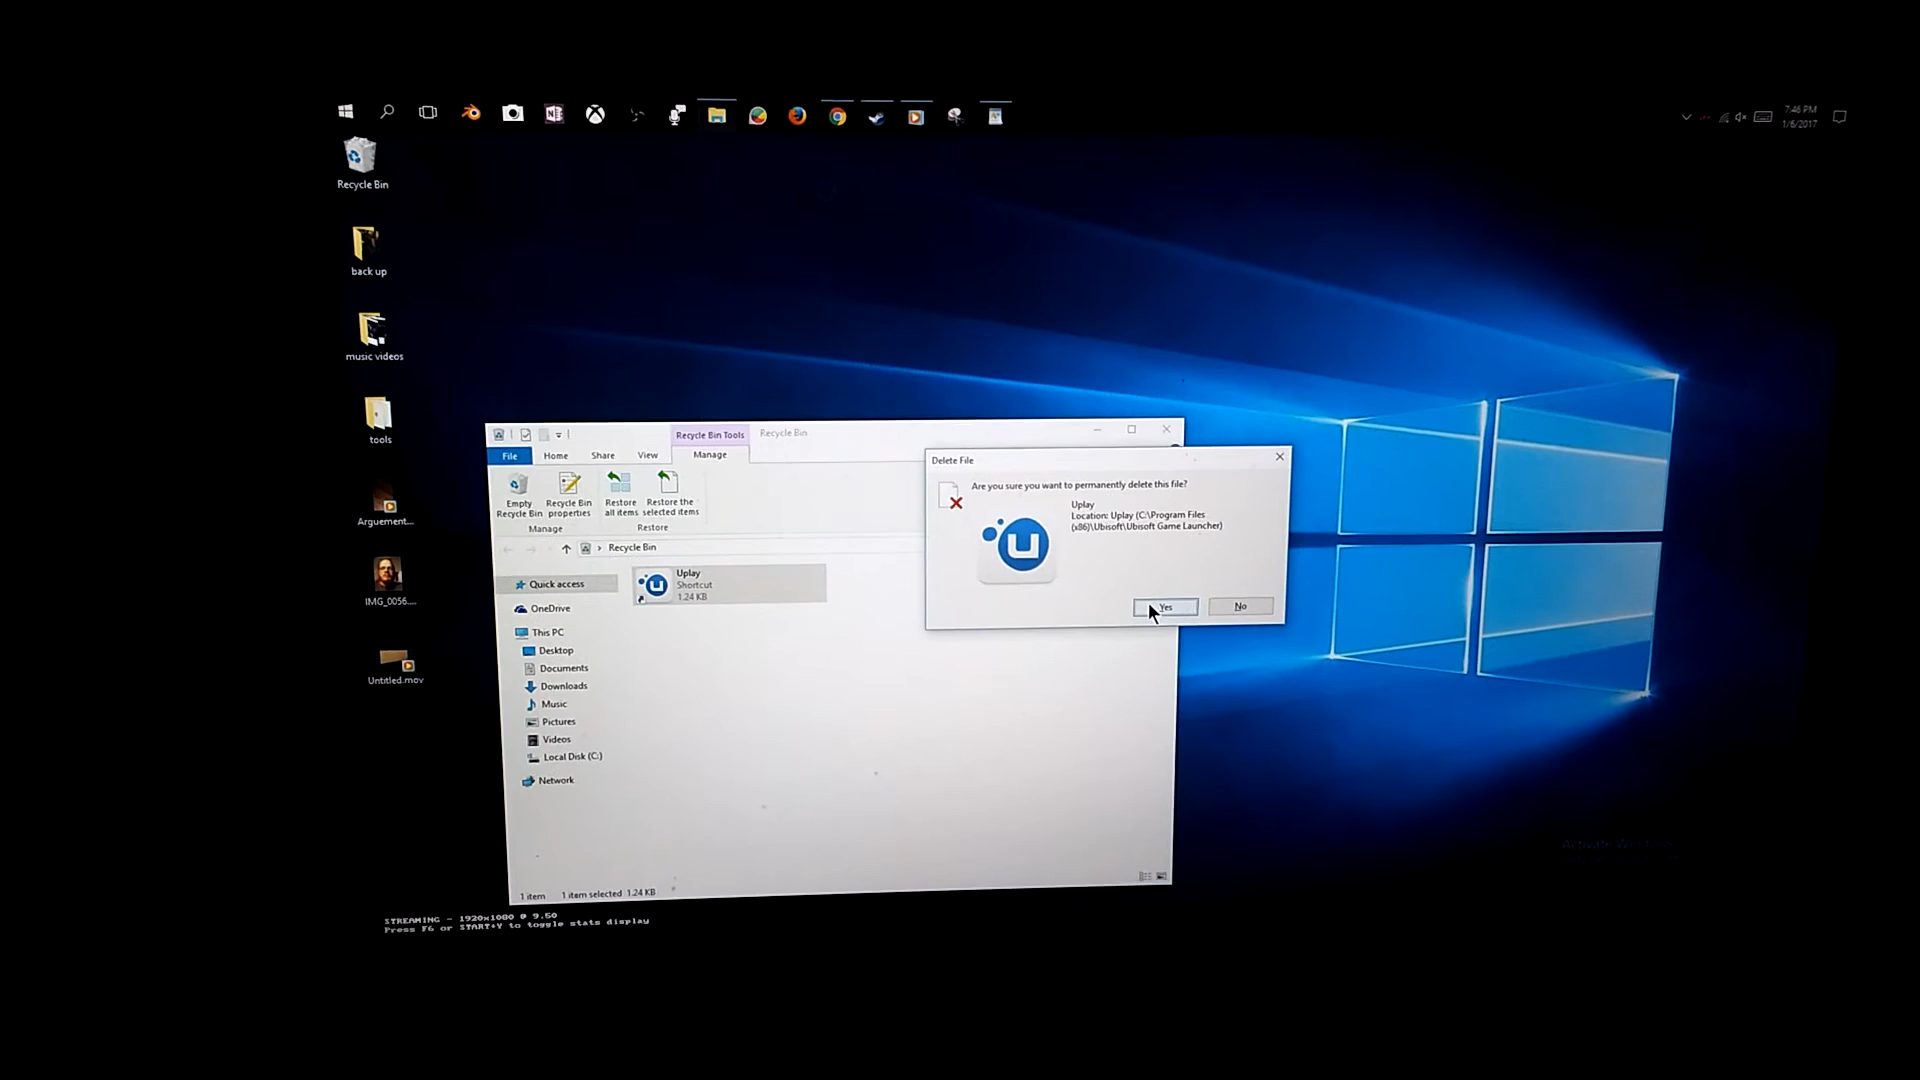 7:46 PM
1/6/2017
Recycle Bin
back up
music videos
tools
Arguement...
IMG_0056....
Untitled.mov
Recycle Bin Tools
Recycle Bin
File
Home
Share
View
Manage
Empty
Recycle Bin
Recycle Bin
properties
Restore
all items
Restore the
selected items
Manage
Restore
Recycle Bin
Quick access
OneDrive
This PC
Desktop
Documents
Downloads
Music
Pictures
Videos
Local Disk (C:)
Network
Uplay
Shortcut
1.24 KB
1 item
1 item selected 1.24 KB
Delete File
Are you sure you want to permanently delete this file?
Uplay
Location: Uplay (C:\Program Files
(x86)\Ubisoft\Ubisoft Game Launcher)
Yes
No
STREAMING - 1920x1080 @ 9.50
Press F6 or START+Y to toggle stats display